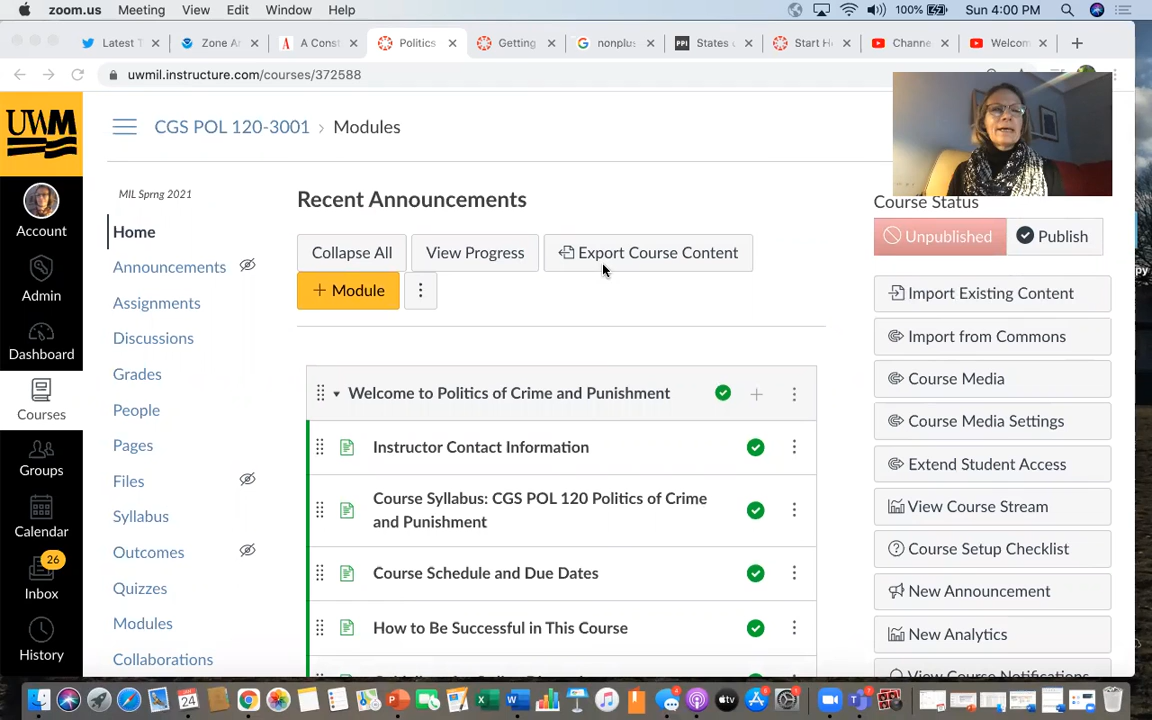 zoom.us Meeting View Edit Window Help 100% Sun 4:00 PM
Latest T Zone A A Const Politics Getting nonplus States o Start H Channe Welcom
uwmil.instructure.com/courses/372588
UWM
CGS POL 120-3001 › Modules
MIL Sprng 2021
Home
Announcements
Assignments
Discussions
Grades
People
Pages
Files
Syllabus
Outcomes
Quizzes
Modules
Collaborations
Account
Admin
Dashboard
Courses
Groups
Calendar
26
Inbox
History
Recent Announcements
Collapse All View Progress Export Course Content
+ Module
Welcome to Politics of Crime and Punishment
Instructor Contact Information
Course Syllabus: CGS POL 120 Politics of Crime
and Punishment
Course Schedule and Due Dates
How to Be Successful in This Course
Course Status
Unpublished Publish
Import Existing Content
Import from Commons
Course Media
Course Media Settings
Extend Student Access
View Course Stream
Course Setup Checklist
New Announcement
New Analytics
View Course Notifications
24
tv